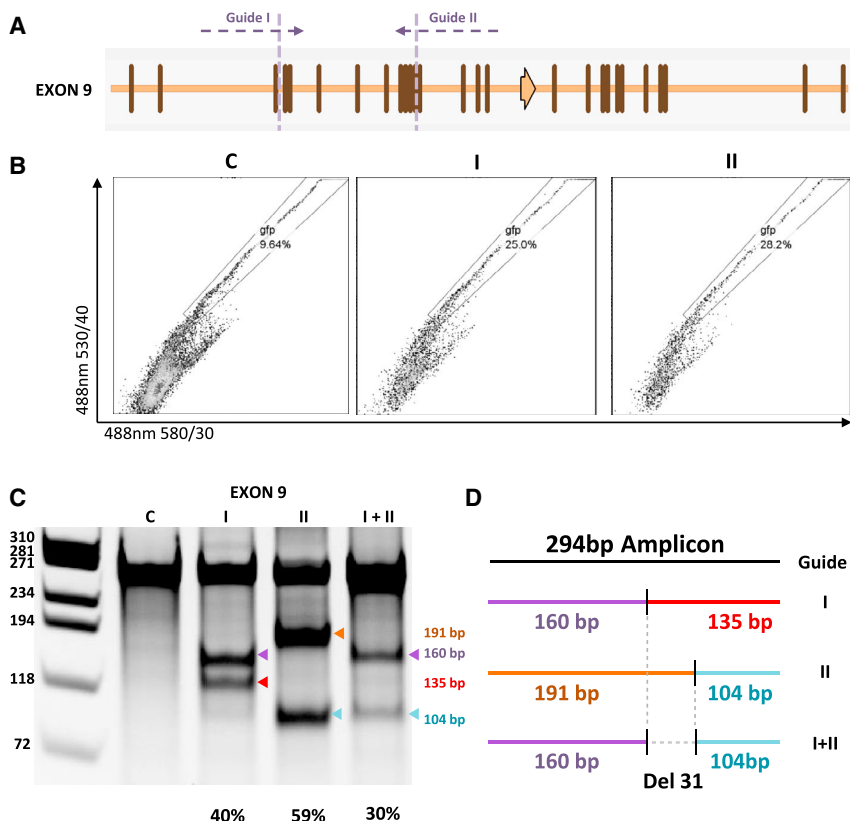 A
Guide I
Guide II
EXON 9
B
C
I
II
gfp
9.64%
gfp
25.0%
gfp
28.2%
488nm 530/40
488nm 580/30
C
EXON 9
C
I
II
I + II
310
281
271
234
194
118
72
191 bp
160 bp
135 bp
104 bp
40%
59%
30%
D
294bp Amplicon
Guide
I
160 bp
135 bp
II
191 bp
104 bp
I+II
160 bp
104bp
Del 31